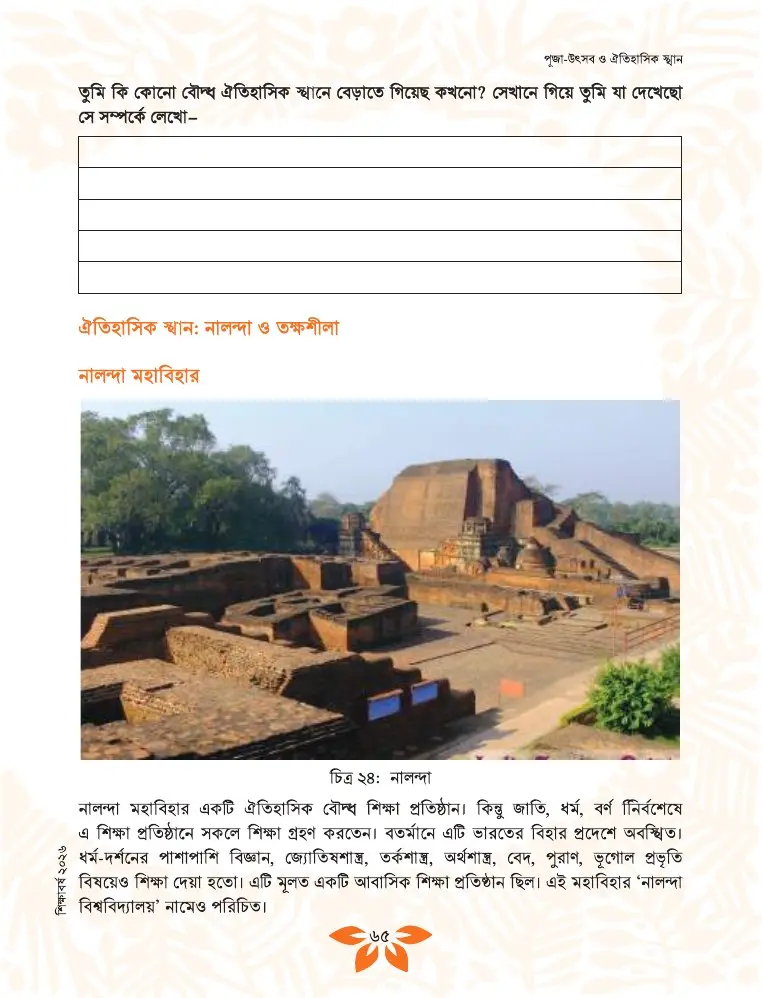 পূজা-উৎসব ও ঐতিহাসিক স্থান
তুমি কি কোনো বৌদ্ধ ঐতিহাসিক স্থানে বেড়াতে গিয়েছ কখনো? সেখানে গিয়ে তুমি যা দেখেছো
সে সম্পর্কে লেখো–
ঐতিহাসিক স্থান: নালন্দা ও তক্ষশীলা
নালন্দা মহাবিহার
চিত্র ২৪: নালন্দা
নালন্দা মহাবিহার একটি ঐতিহাসিক বৌদ্ধ শিক্ষা প্রতিষ্ঠান। কিন্তু জাতি, ধর্ম, বর্ণ নির্বিশেষে
এ শিক্ষা প্রতিষ্ঠানে সকলে শিক্ষা গ্রহণ করতেন। বর্তমানে এটি ভারতের বিহার প্রদেশে অবস্থিত।
ধর্ম-দর্শনের পাশাপাশি বিজ্ঞান, জ্যোতিষশাস্ত্র, তর্কশাস্ত্র, অর্থশাস্ত্র, বেদ, পুরাণ, ভূগোল প্রভৃতি
বিষয়েও শিক্ষা দেয়া হতো। এটি মূলত একটি আবাসিক শিক্ষা প্রতিষ্ঠান ছিল। এই মহাবিহার ‘নালন্দা
বিশ্ববিদ্যালয়’ নামেও পরিচিত।
শিক্ষাবর্ষ ২০২৬
৬৫